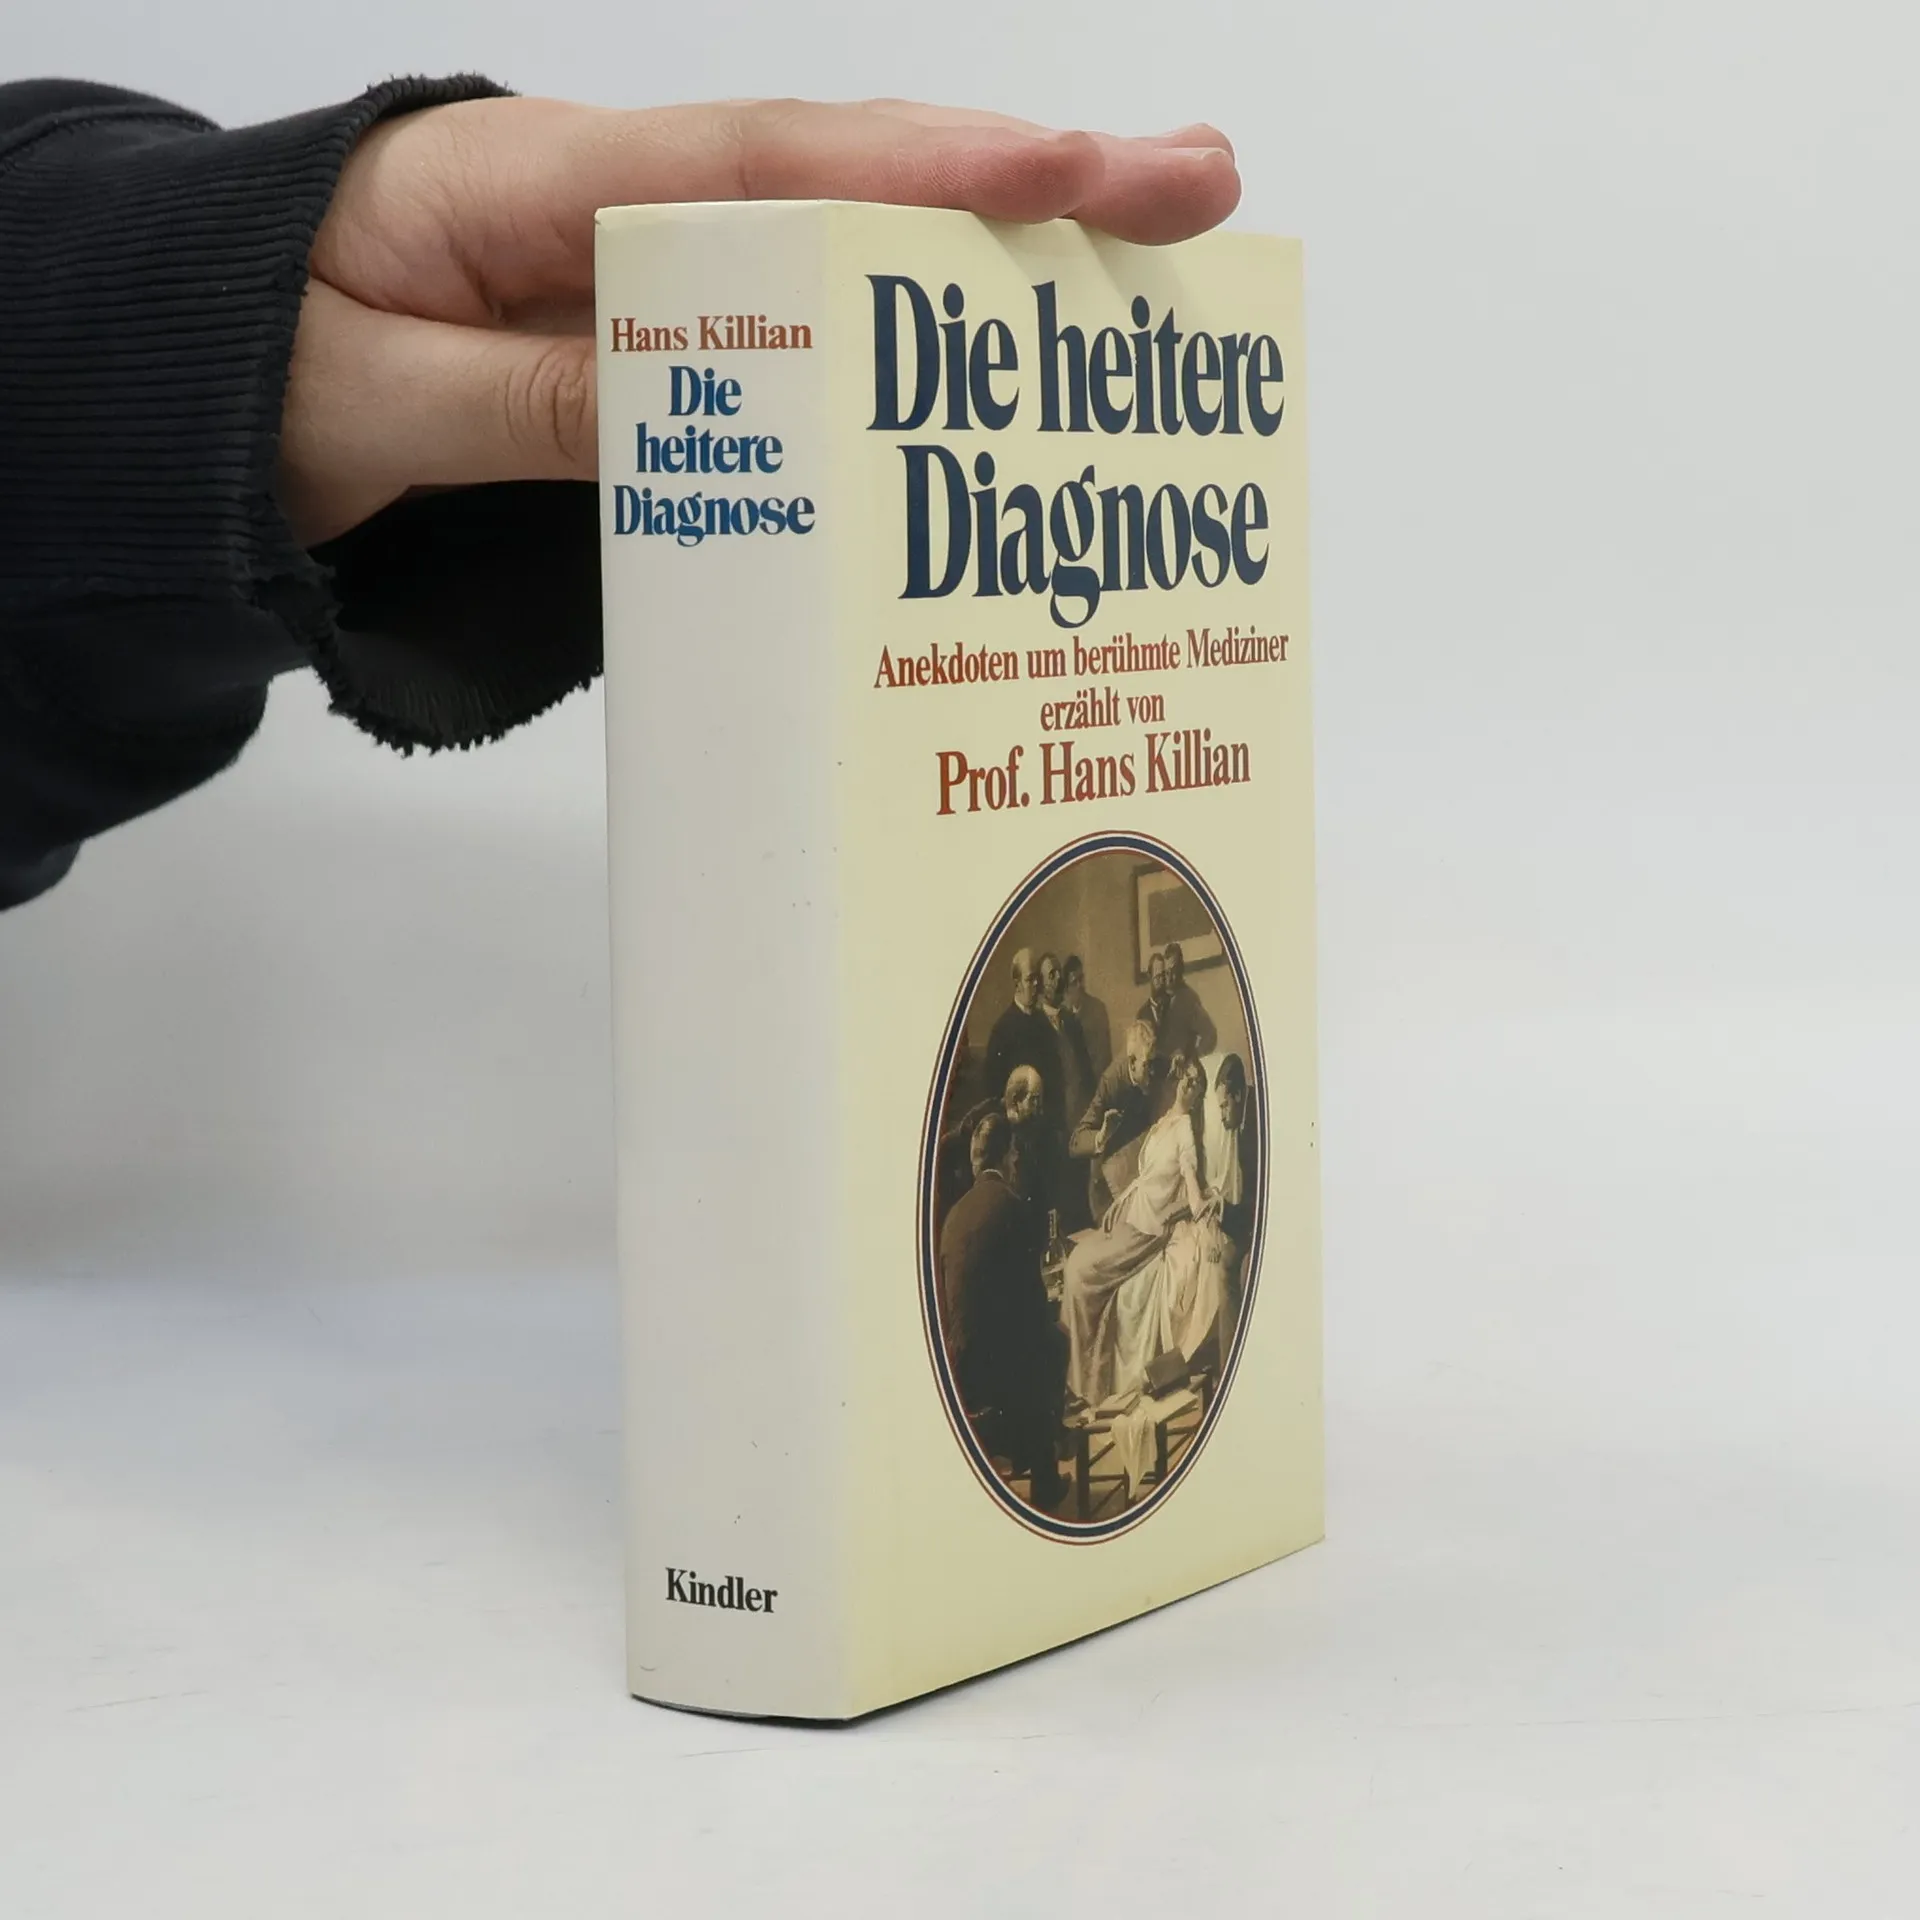 Hans Killian
Die
heitere
Diagnose
Kindler
Die heitere
Diagnose
Anekdoten um berühmte Mediziner
erzählt von
Prof. Hans Killian